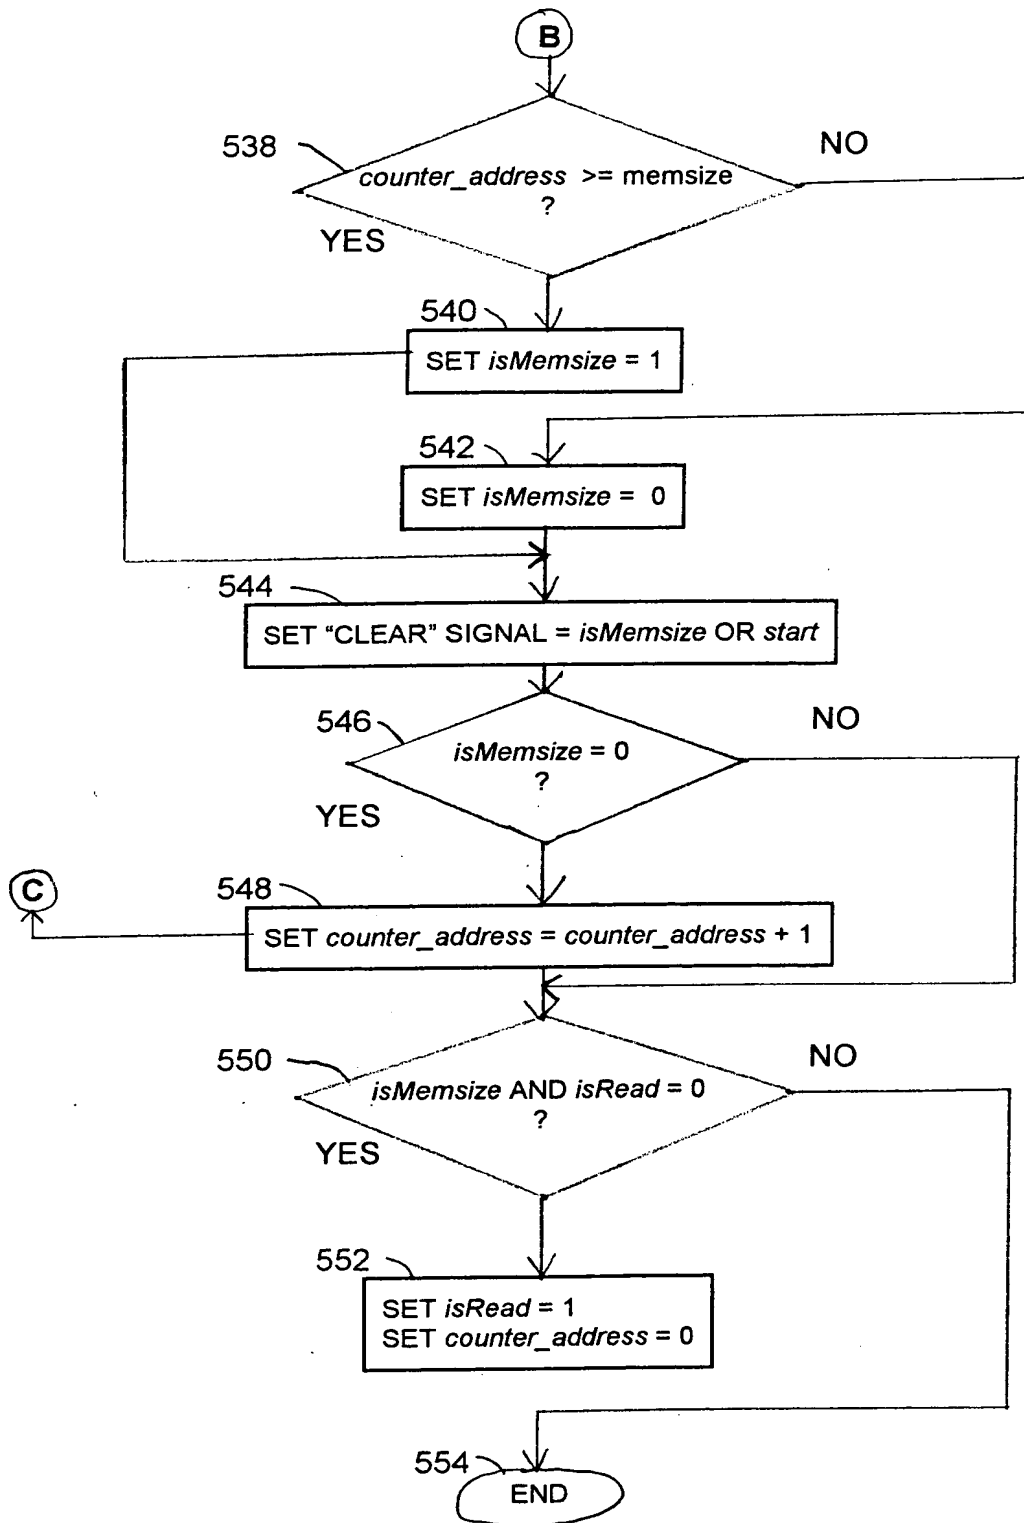 B
538
NO
counter_address >= memsize
?
YES
540
SET isMemsize = 1
542
SET isMemsize = 0
544
SET “CLEAR” SIGNAL = isMemsize OR start
546
NO
isMemsize = 0
?
YES
C
548
SET counter_address = counter_address + 1
550
NO
isMemsize AND isRead = 0
?
YES
552
SET isRead = 1
SET counter_address = 0
554
END